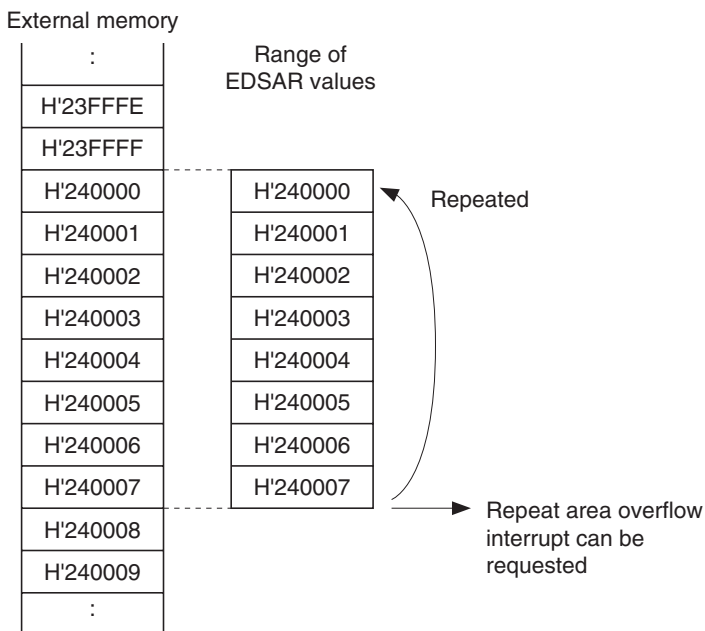 External memory
:
H'23FFFE
H'23FFFF
H'240000
H'240001
H'240002
H'240003
H'240004
H'240005
H'240006
H'240007
H'240008
H'240009
:
Range of
EDSAR values
H'240000
H'240001
H'240002
H'240003
H'240004
H'240005
H'240006
H'240007
Repeated
Repeat area overflow
interrupt can be
requested